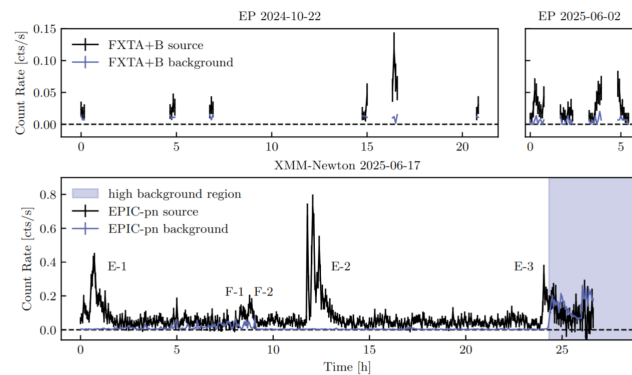 EP 2024-10-22
EP 2025-06-02
Count Rate [cts/s]
0.15
0.10
0.05
0.00
FXTA+B source
FXTA+B background
0
5
10
15
20
0
5
XMM-Newton 2025-06-17
Count Rate [cts/s]
0.8
0.6
0.4
0.2
0.0
high background region
EPIC-pn source
EPIC-pn background
E-1
F-1
F-2
E-2
E-3
0
5
10
15
20
25
Time [h]